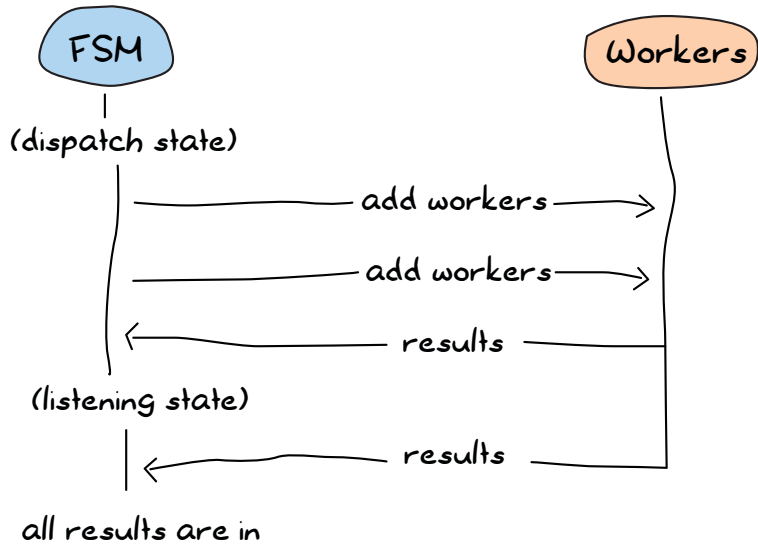 FSM
Workers
(dispatch state)
add workers
add workers
results
(listening state)
results
all results are in